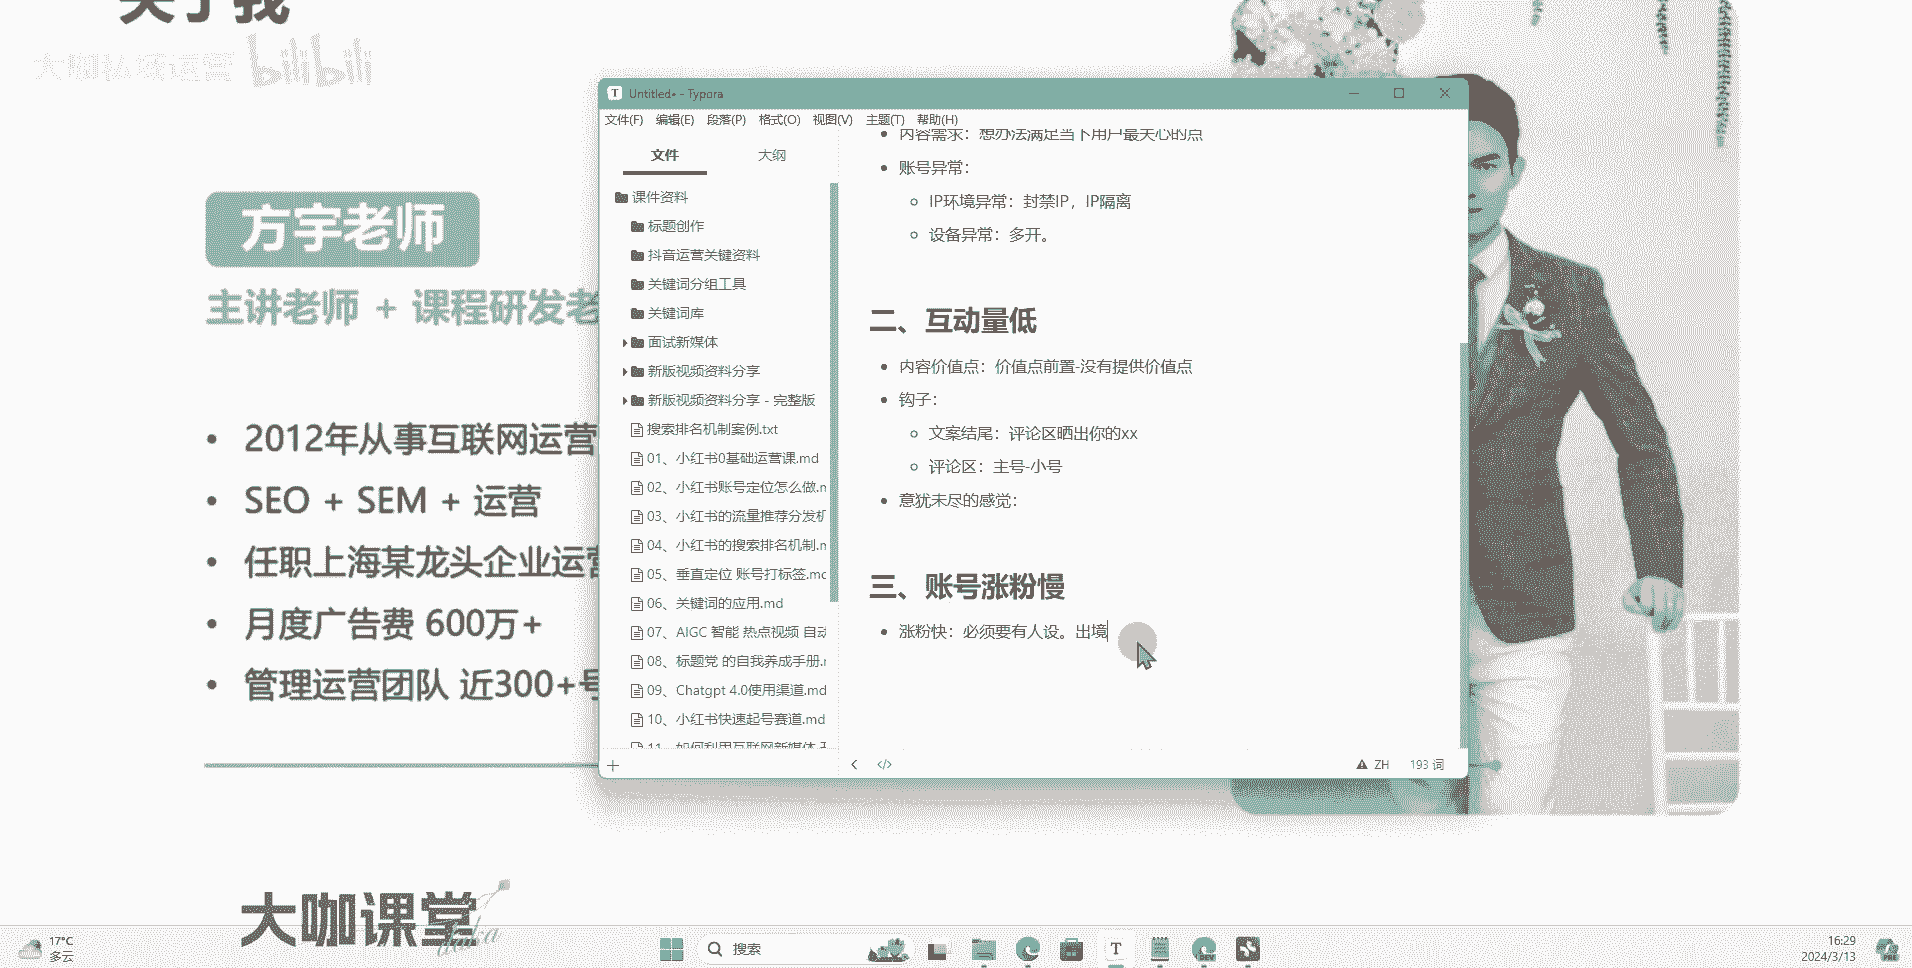 关于我
大咖私域运营 bilibili
方宇老师
主讲老师 + 课程研发老
2012年从事互联网运营
SEO + SEM + 运营
任职上海某龙头企业运营
月度广告费 600万+
管理运营团队 近300+号
大咖课堂
daka
Untitled• - Typora
文件(F) 编辑(E) 段落(P) 格式(O) 视图(V) 主题(T) 帮助(H)
文件 大纲
课件资料
标题创作
抖音运营关键资料
关键词分组工具
关键词库
面试新媒体
新版视频资料分享
新版视频资料分享 - 完整版
搜索排名机制案例.txt
01、小红书0基础运营课.md
02、小红书账号定位怎么做.m
03、小红书的流量推荐分发机
04、小红书的搜索排名机制.m
05、垂直定位 账号打标签.mc
06、关键词的应用.md
07、AIGC 智能 热点视频 自动
08、标题党 的自我养成手册.r
09、Chatgpt 4.0使用渠道.md
10、小红书快速起号赛道.md
11、如何利用互联网新媒体
内容需求：想办法满足当下用户最关心的点
账号异常：
IP环境异常：封禁IP，IP隔离
设备异常：多开。
二、互动量低
内容价值点：价值点前置-没有提供价值点
钩子：
文案结尾：评论区晒出你的xx
评论区：主号-小号
意犹未尽的感觉：
三、账号涨粉慢
涨粉快：必须要有人设。出境
ZH 193 词
17°C
多云
搜索
16:29
2024/3/13